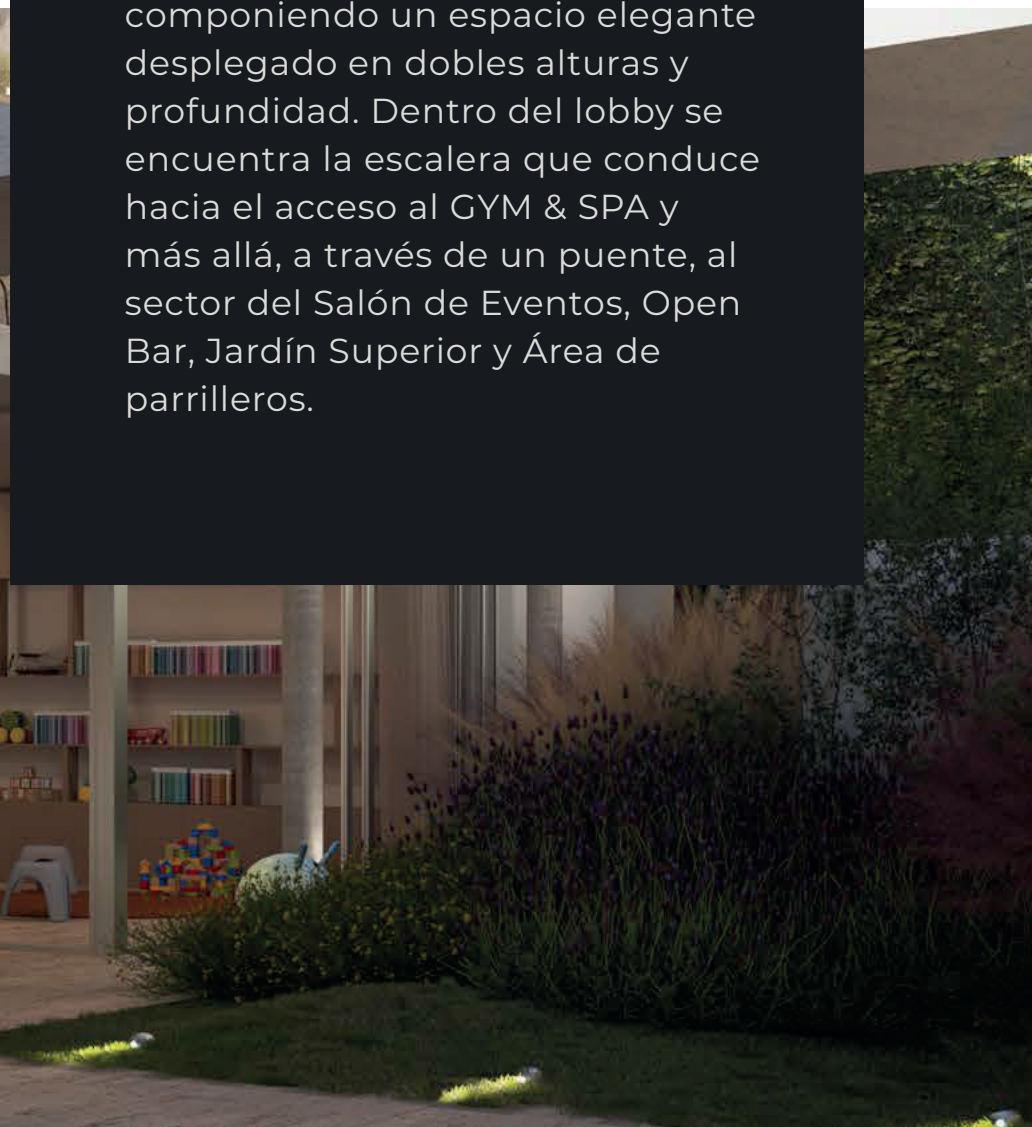 componiendo un espacio elegante
desplegado en dobles alturas y
profundidad. Dentro del lobby se
encuentra la escalera que conduce
hacia el acceso al GYM & SPA y
más allá, a través de un puente, al
sector del Salón de Eventos, Open
Bar, Jardín Superior y Área de
parrilleros.